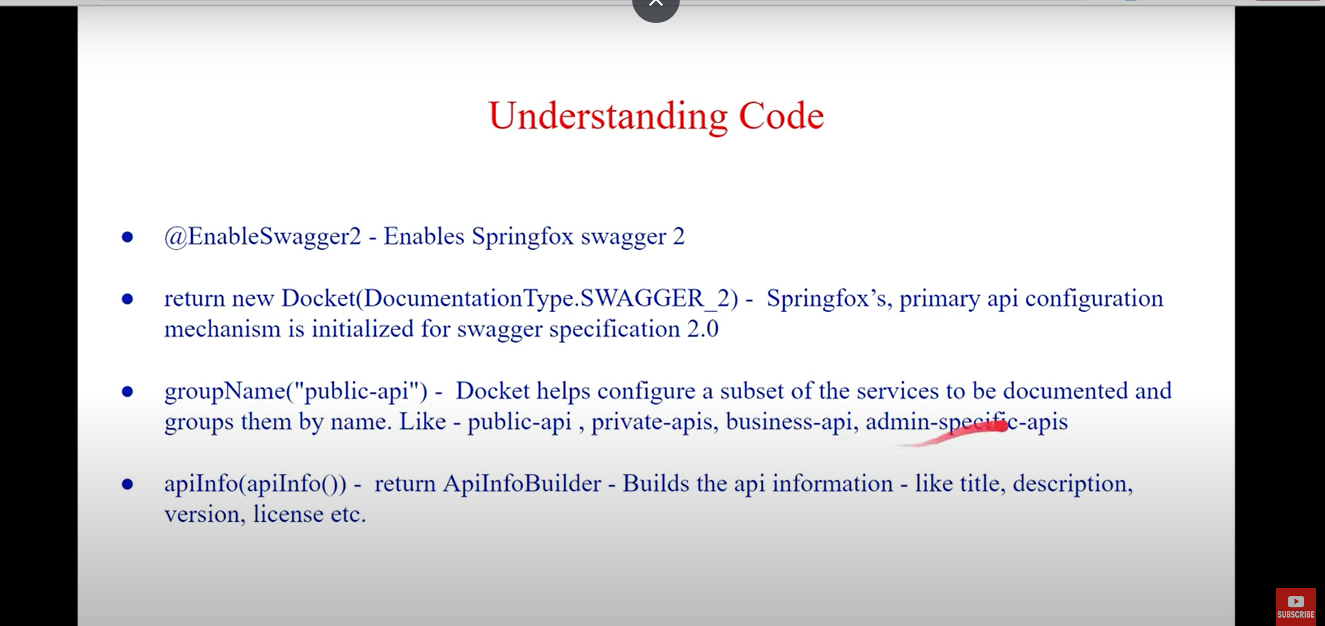 Understanding Code
● @EnableSwagger2 - Enables Springfox swagger 2
● return new Docket(DocumentationType.SWAGGER_2) - Springfox’s, primary api configuration
mechanism is initialized for swagger specification 2.0
● groupName("public-api") - Docket helps configure a subset of the services to be documented and
groups them by name. Like - public-api , private-apis, business-api, admin-specific-apis
● apiInfo(apiInfo()) - return ApiInfoBuilder - Builds the api information - like title, description,
version, license etc.
SUBSCRIBE